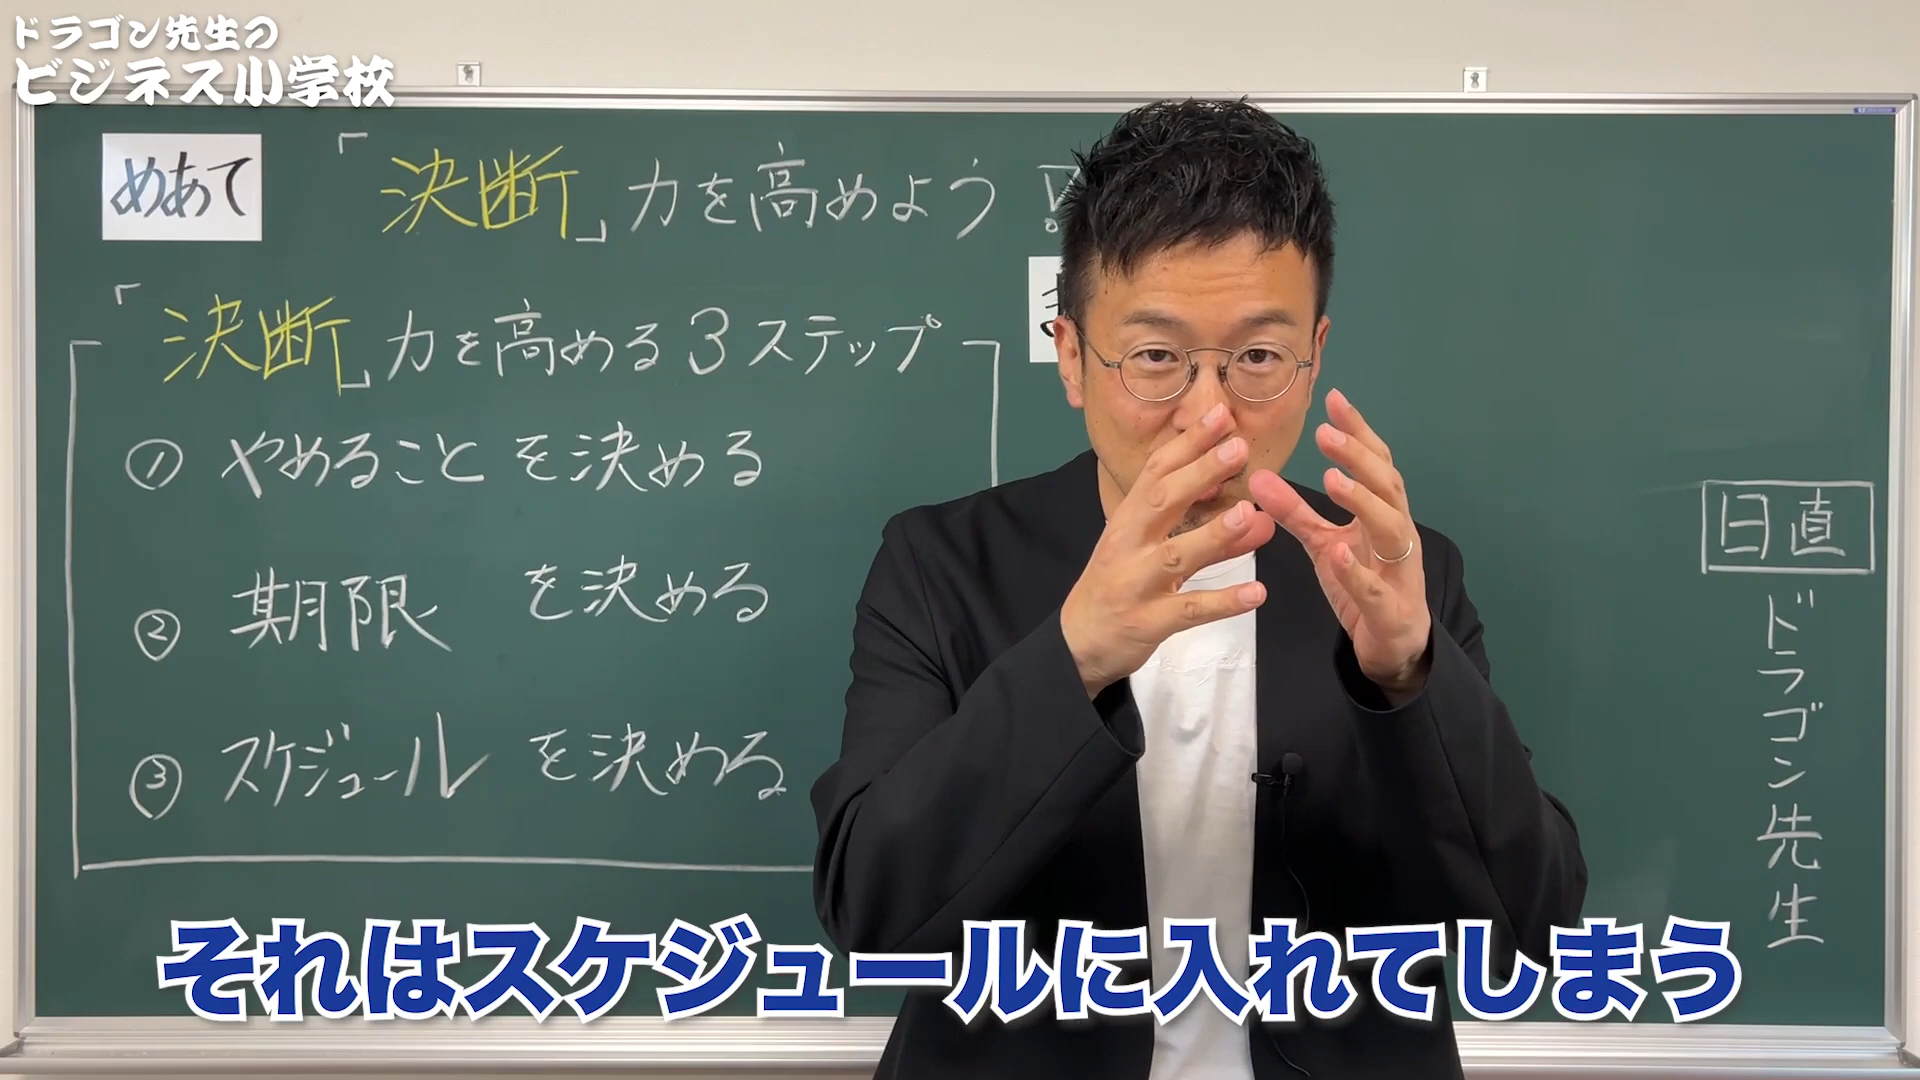 ドラゴン先生の
ビジネス小学校
めあて
「決断」力を高めよう!
「決断」力を高める3ステップ
① やめることを決める
② 期限を決める
③ スケジュールを決める
日直
ドラゴン先生
それはスケジュールに入れてしまう